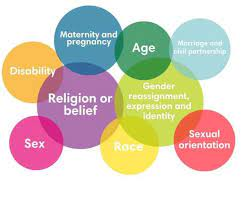 Maternity and
pregnancy
Age
Marriage and
civil partnership
Disability
Religion or
belief
Gender
reassignment,
expression and
identity
Sex
Race
Sexual
orientation